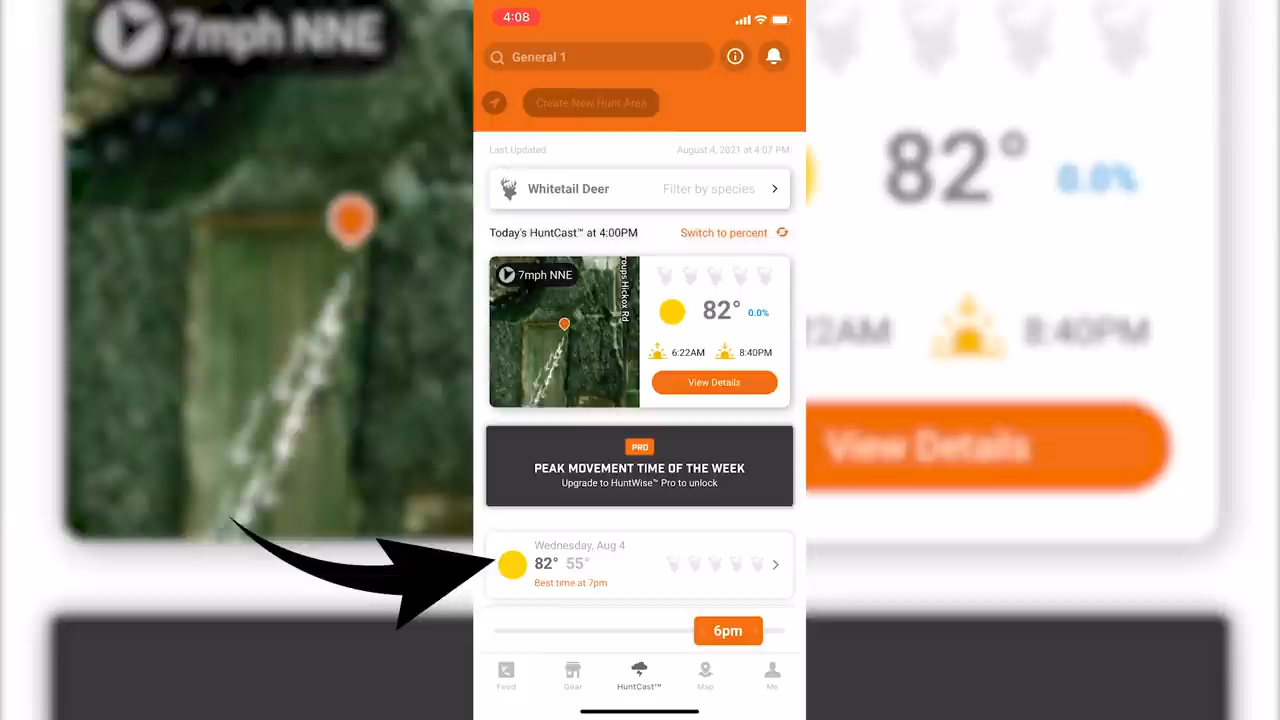 4:08
General 1
Create New Hunt Area
Last Updated
August 4, 2021 at 4:07 PM
Whitetail Deer
Filter by species
Today's HuntCast™ at 4:00PM
Switch to percent
7mph NNE
roups Hickox Rd
82° 0.0%
6:22AM
8:40PM
View Details
PRO
PEAK MOVEMENT TIME OF THE WEEK
Upgrade to HuntWise™ Pro to unlock
Wednesday, Aug 4
82° 55°
Best time at 7pm
6pm
Feed
Gear
HuntCast™
Map
Me
7mph NNE
82° 0.0%
22AM
8:40PM
View Details